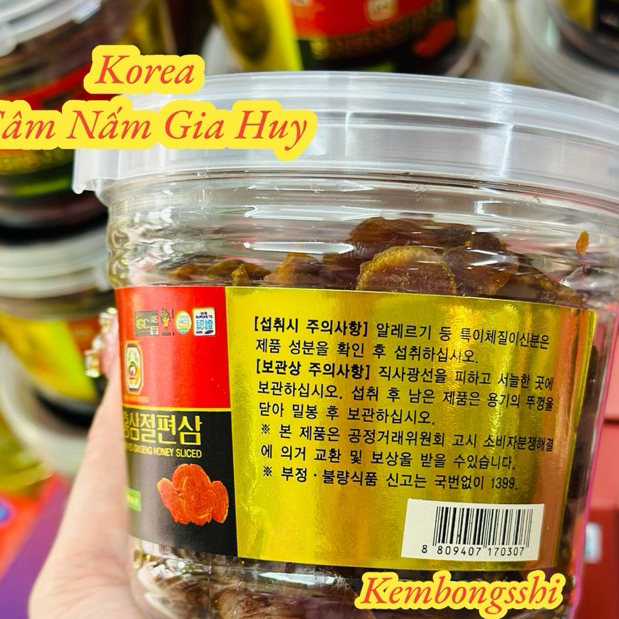 Korea
Sâm Nấm Gia Huy
[섭취시 주의사항] 알레르기 등 특이체질이신분은
제품 성분을 확인 후 섭취하십시오.
[보관상 주의사항] 직사광선을 피하고 서늘한 곳에
보관하십시오. 섭취 후 남은 제품은 용기의 뚜껑을
닫아 밀봉 후 보관하십시오.
※ 본 제품은 공정거래위원회 고시 소비자분쟁해결
에 의거 교환 및 보상을 받을 수있습니다.
※ 부정·불량식품 신고는 국번없이 1399.
홍삼절편삼
GINSENG HONEY SLICED
8 809407 170307
Kembongsshi